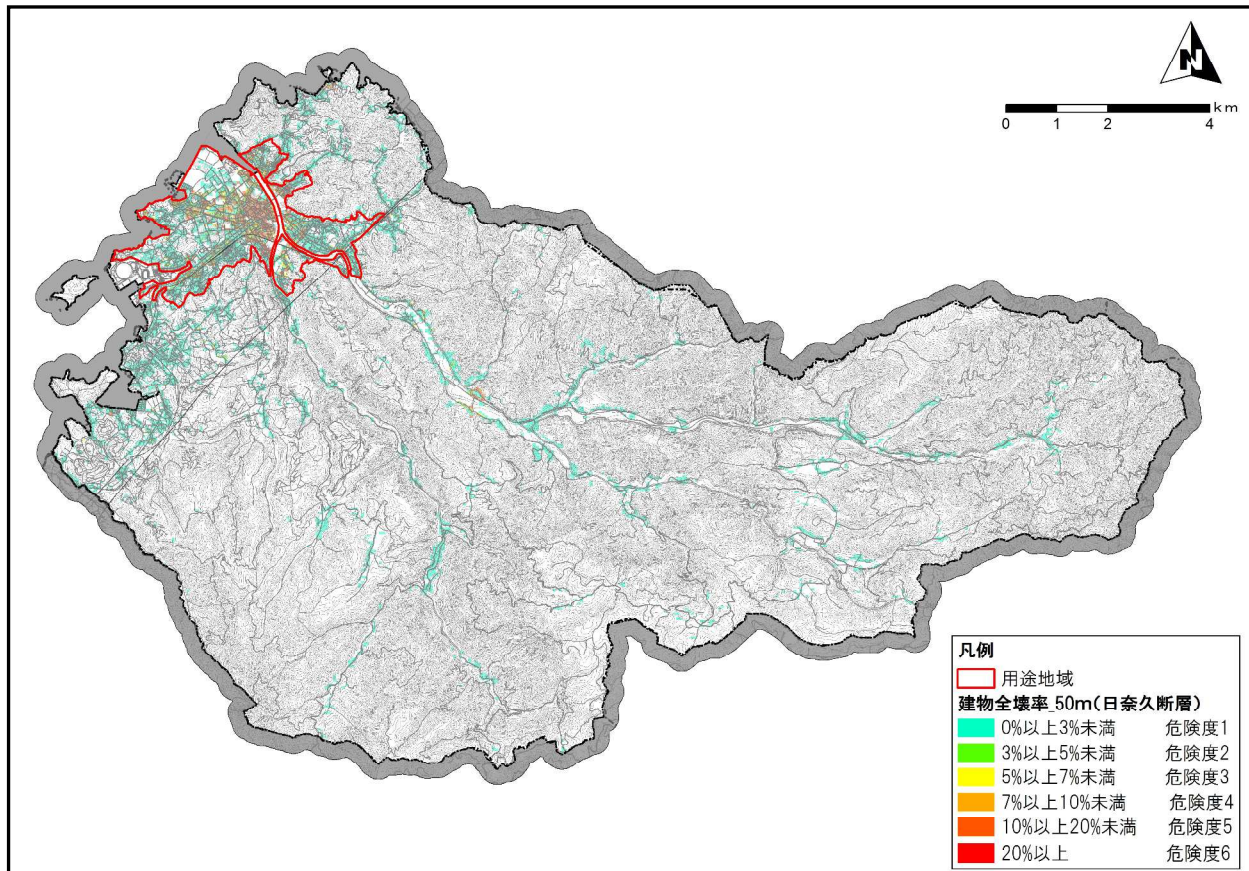 N
km
0 1 2 4
凡例
用途地域
建物全壊率_50m(日奈久断層)
0%以上3%未満 危険度1
3%以上5%未満 危険度2
5%以上7%未満 危険度3
7%以上10%未満 危険度4
10%以上20%未満 危険度5
20%以上 危険度6